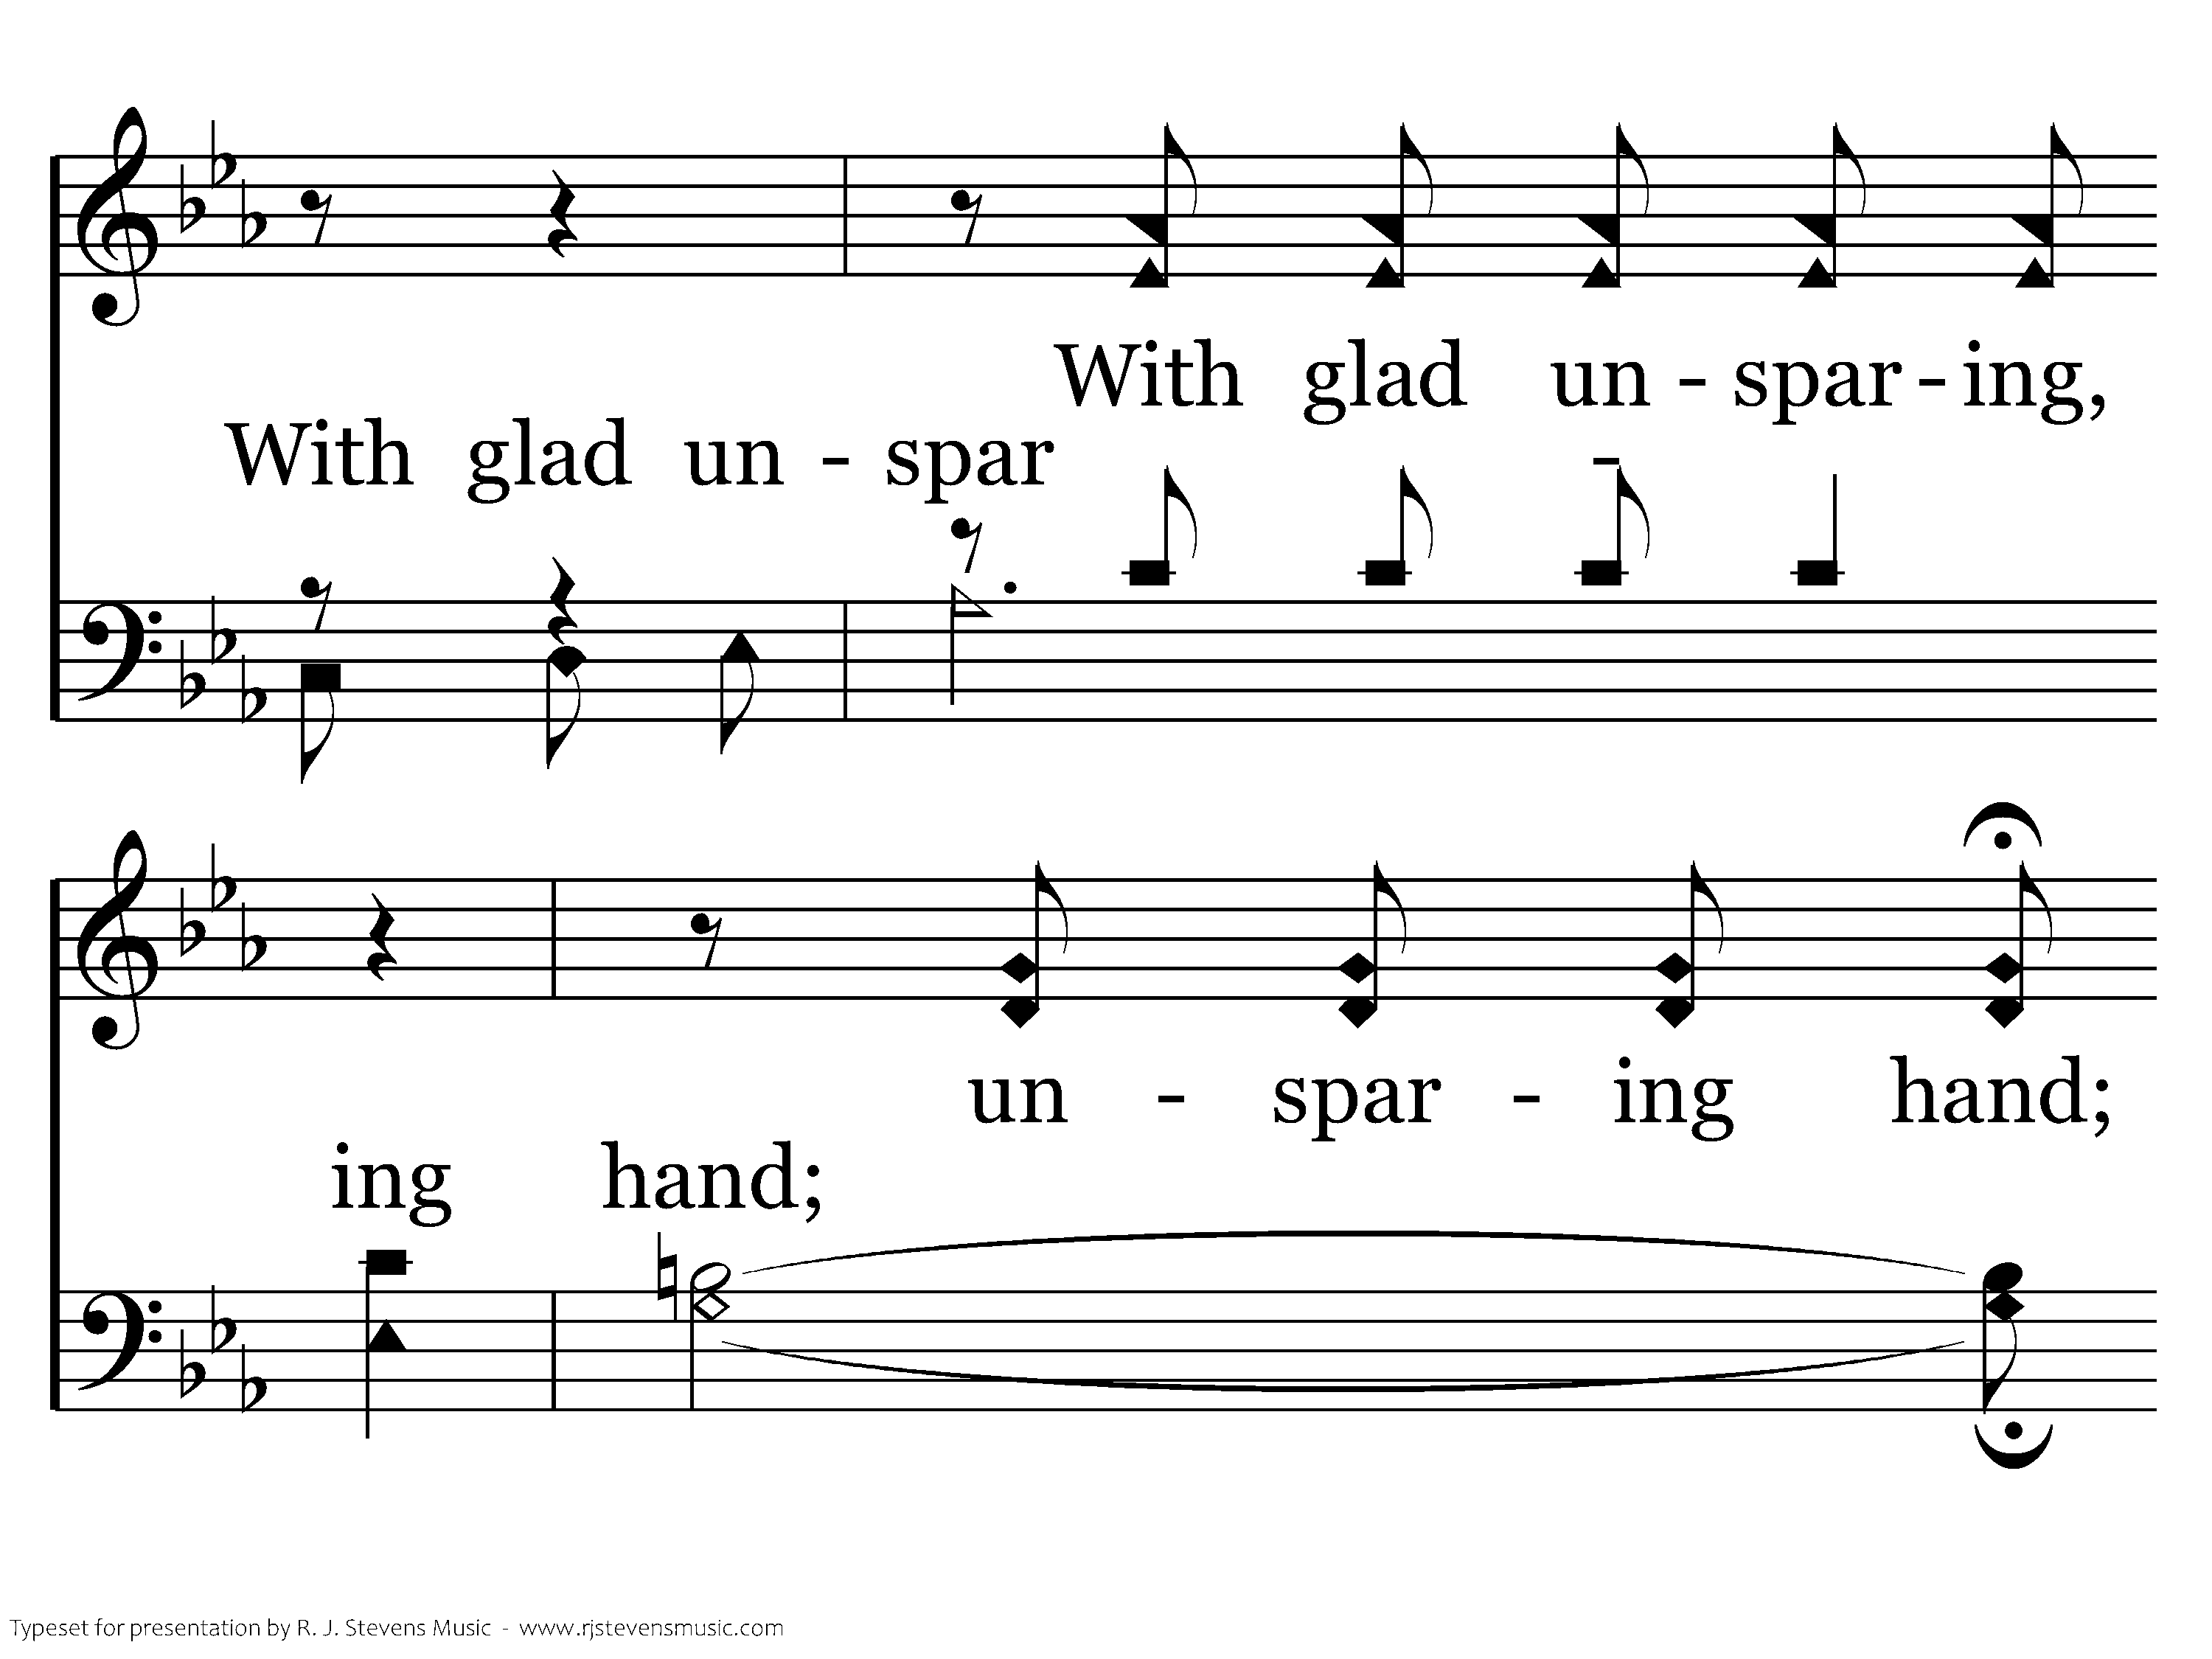 With glad un - spar - ing,
With glad un - spar -
un - spar - ing hand;
ing hand;
Typeset for presentation by R. J. Stevens Music - www.rjstevensmusic.com